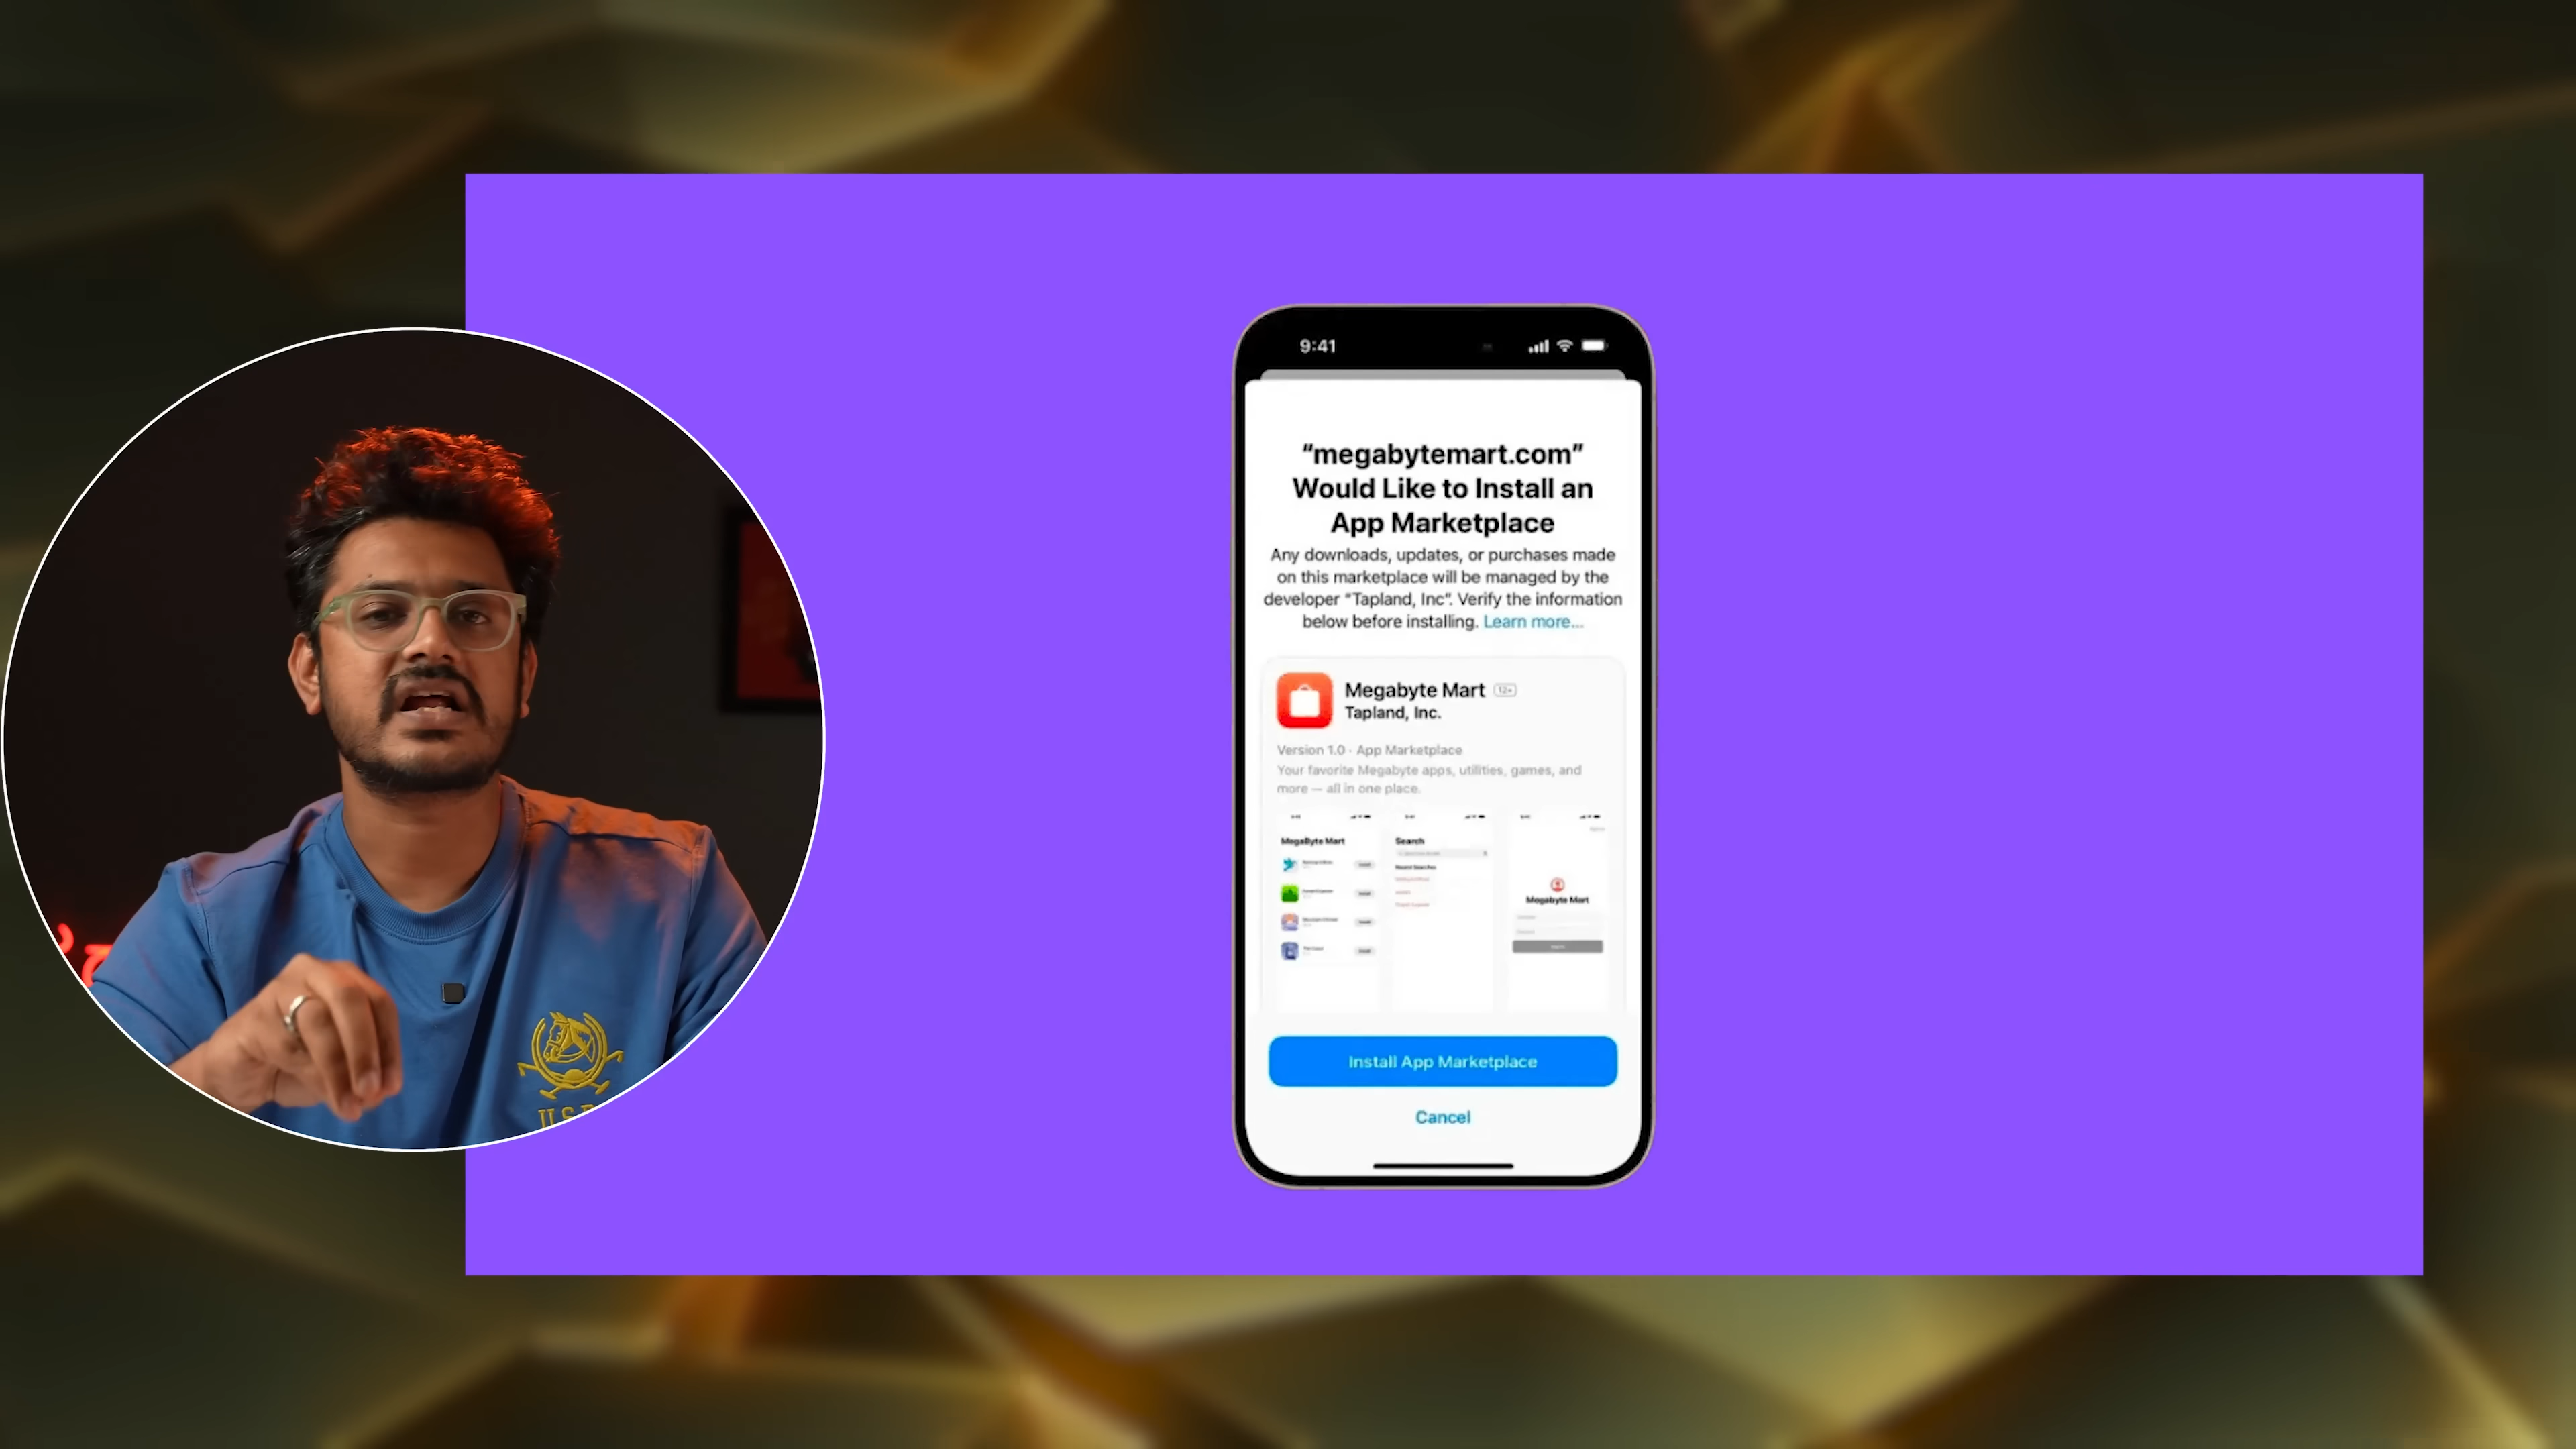 9:41
“megabytemart.com”
Would Like to Install an
App Marketplace
Any downloads, updates, or purchases made
on this marketplace will be managed by the
developer “Tapland, Inc”. Verify the information
below before installing. Learn more...
Megabyte Mart 12+
Tapland, Inc.
Version 1.0 · App Marketplace
Your favorite Megabyte apps, utilities, games, and
more — all in one place.
MegaByte Mart
Search
Megabyte Mart
Install App Marketplace
Cancel